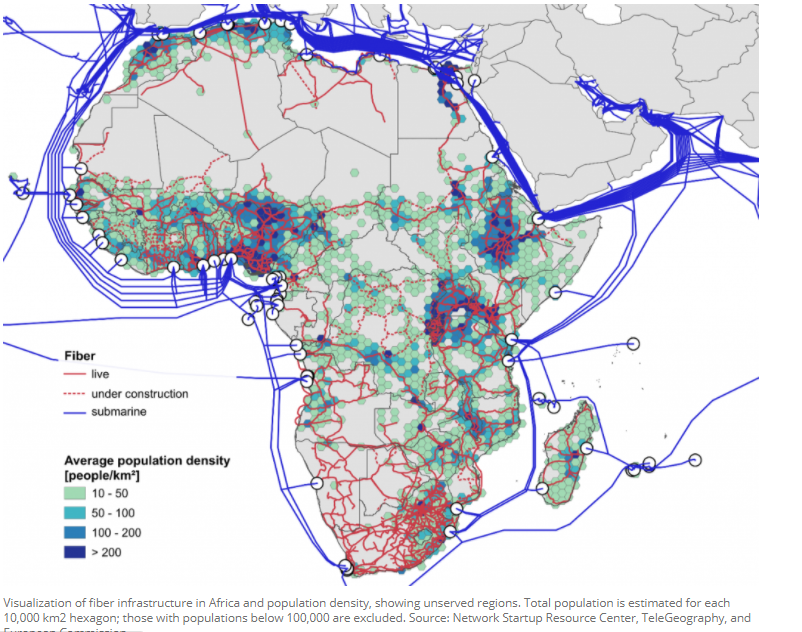 Fiber
live
under construction
submarine
Average population density
[people/km²]
10 - 50
50 - 100
100 - 200
> 200
Visualization of fiber infrastructure in Africa and population density, showing unserved regions. Total population is estimated for each
10,000 km2 hexagon; those with populations below 100,000 are excluded. Source: Network Startup Resource Center, TeleGeography, and
European Commission